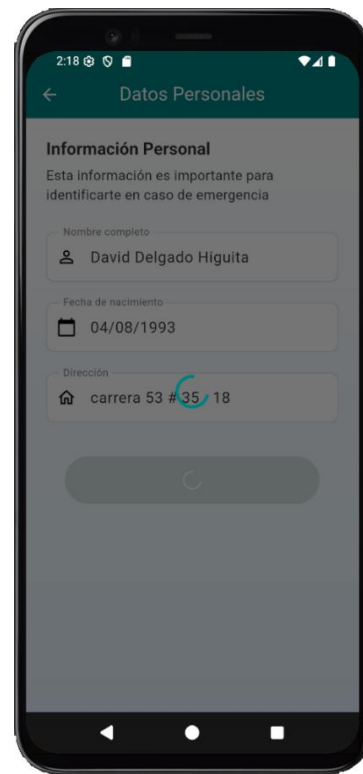 2:18
Datos Personales
Información Personal
Esta información es importante para
identificarte en caso de emergencia
Nombre completo
David Delgado Higuita
Fecha de nacimiento
04/08/1993
Dirección
carrera 53 # 35 - 18